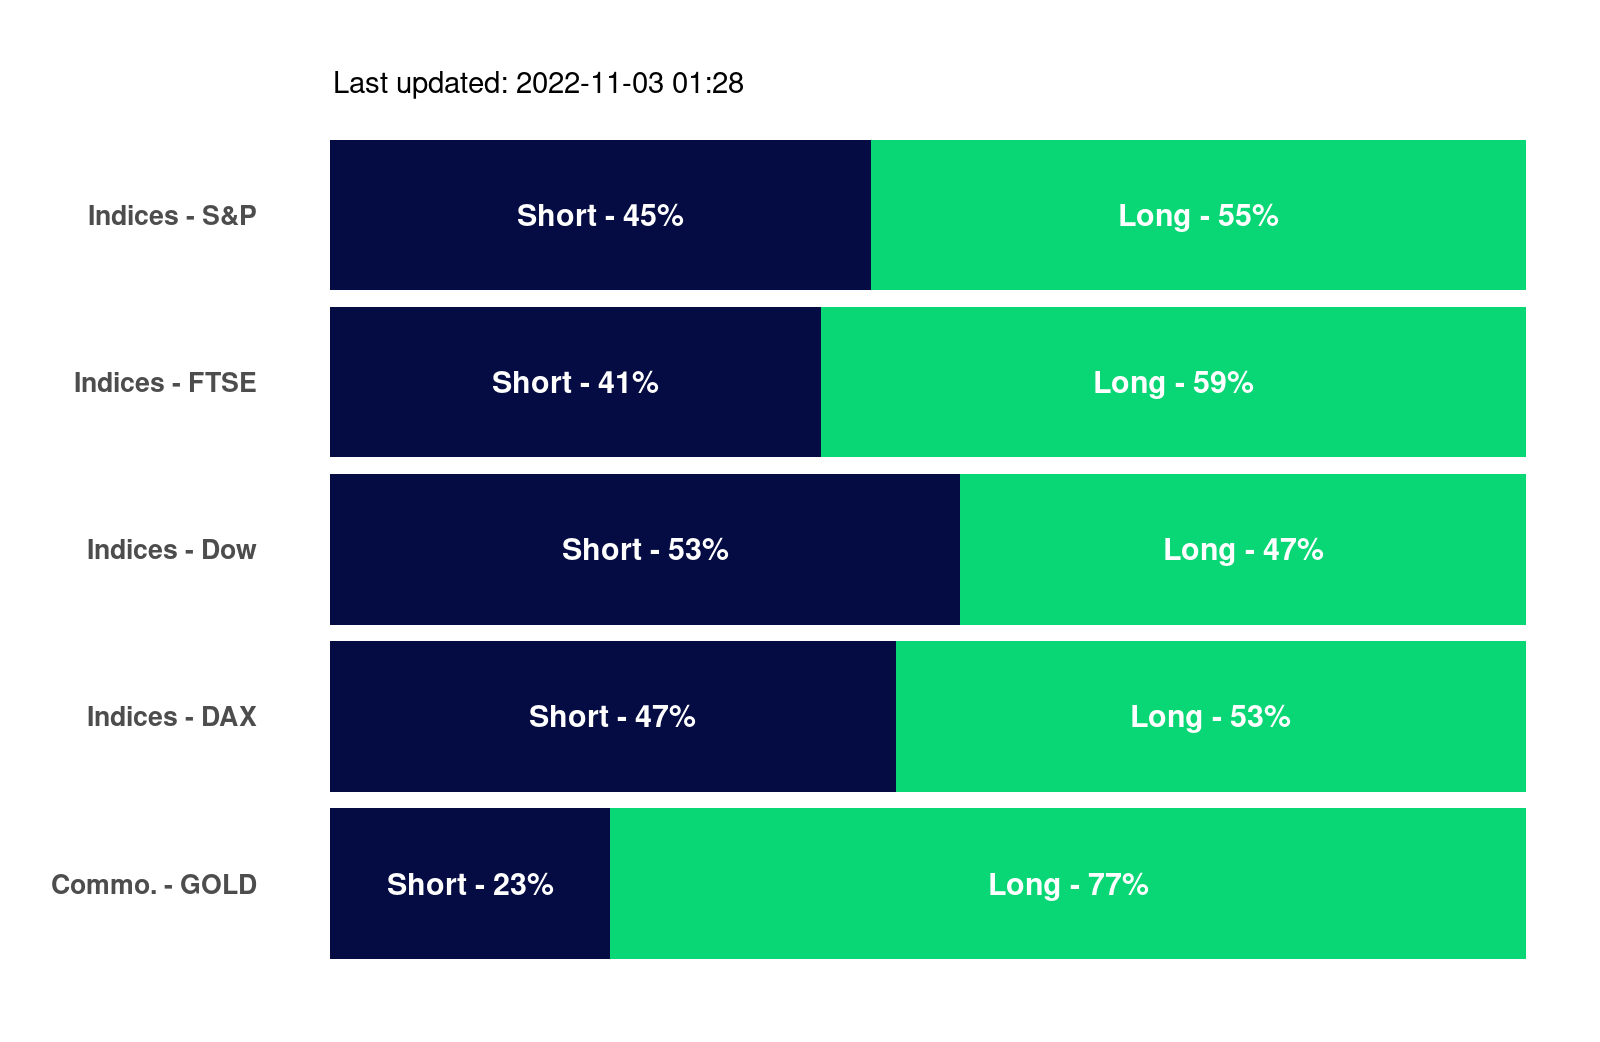 Last updated: 2022-11-03 01:28
Indices - S&P
Short - 45%
Long - 55%
Indices - FTSE
Short - 41%
Long - 59%
Indices - Dow
Short - 53%
Long - 47%
Indices - DAX
Short - 47%
Long - 53%
Commo. - GOLD
Short - 23%
Long - 77%